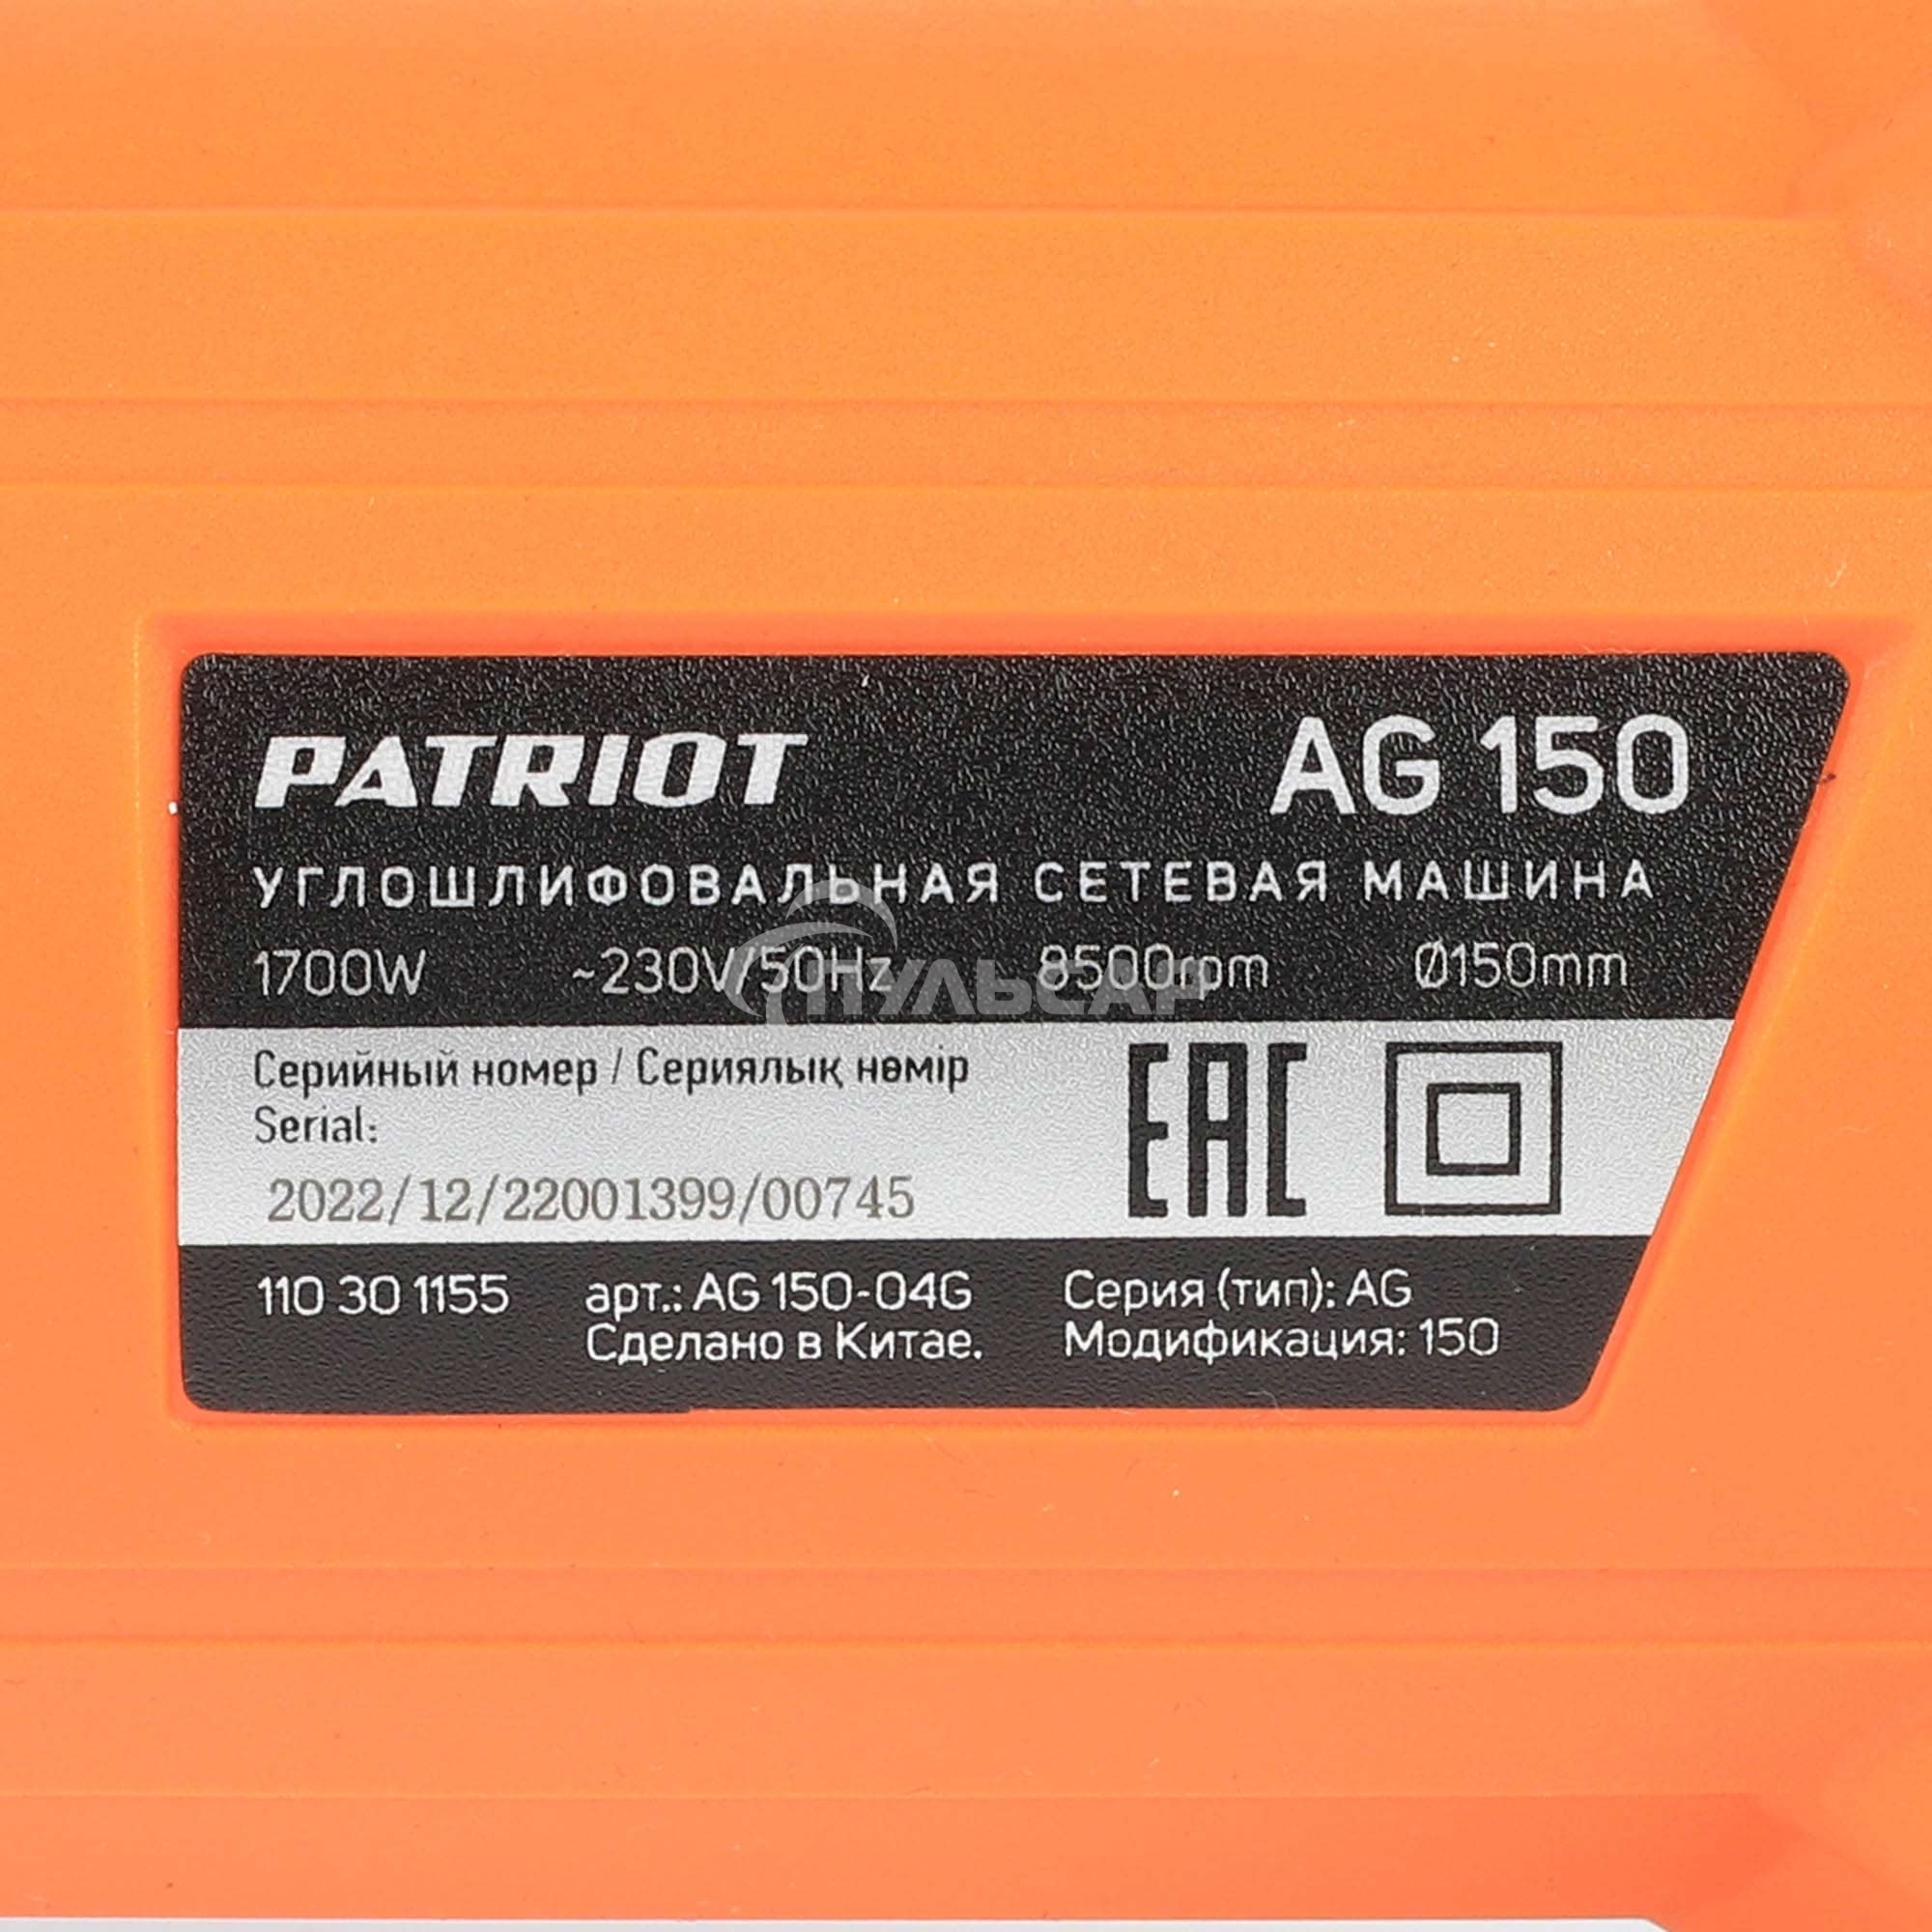 PATRIOT AG 150
УГЛОШЛИФОВАЛЬНАЯ СЕТЕВАЯ МАШИНА
1700W ~230V/50Hz 8500rpm Ø150mm
ПУЛЬСАР
Серийный номер / Сериялық нөмір
Serial:
EAC
2022/12/22001399/00745
110 30 1155 арт.: AG 150-04G Серия (тип): AG
Сделано в Китае. Модификация: 150